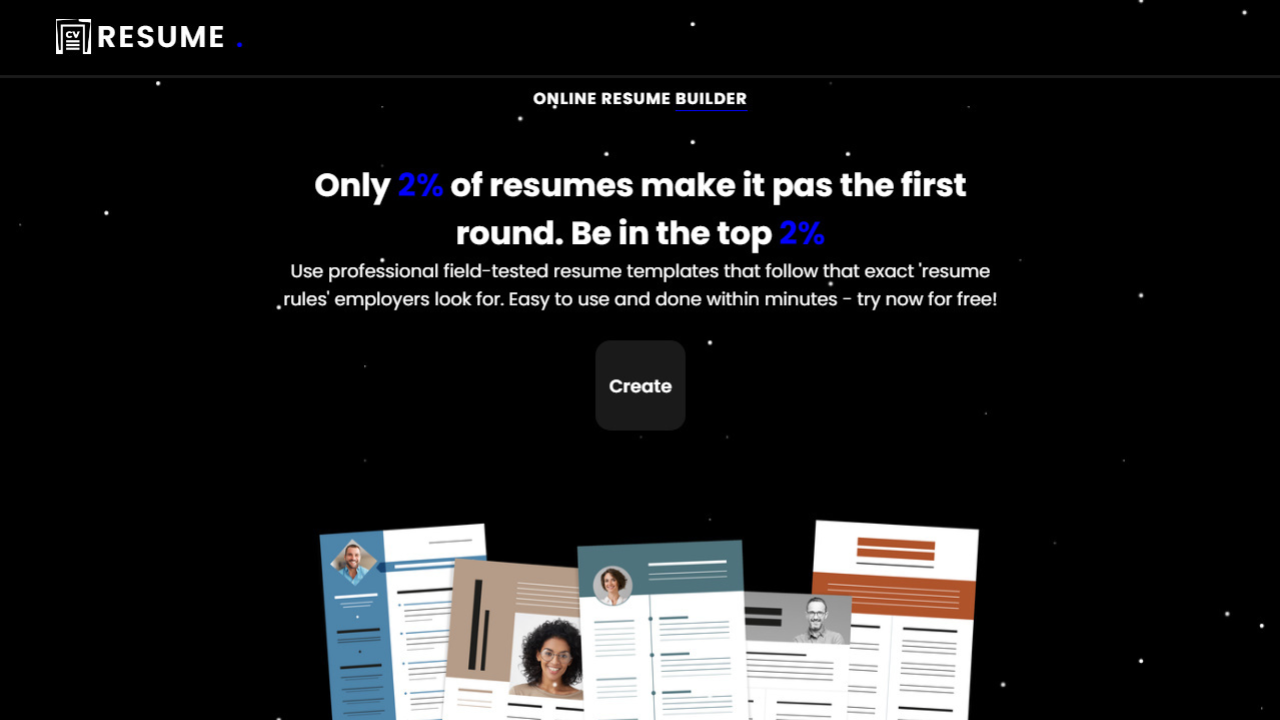 CV
RESUME .
ONLINE RESUME BUILDER
Only 2% of resumes make it pas the first
round. Be in the top 2%
Use professional field-tested resume templates that follow that exact 'resume
rules' employers look for. Easy to use and done within minutes - try now for free!
Create